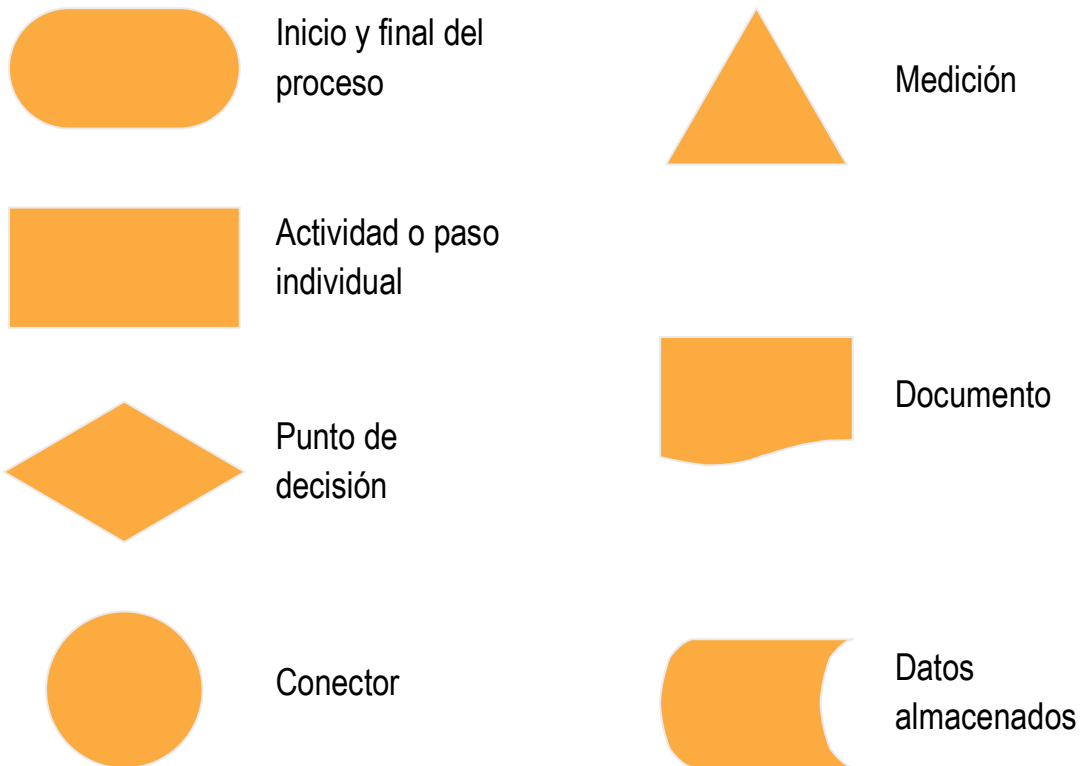 Inicio y final del
proceso
Medición
Actividad o paso
individual
Documento
Punto de
decisión
Conector
Datos
almacenados